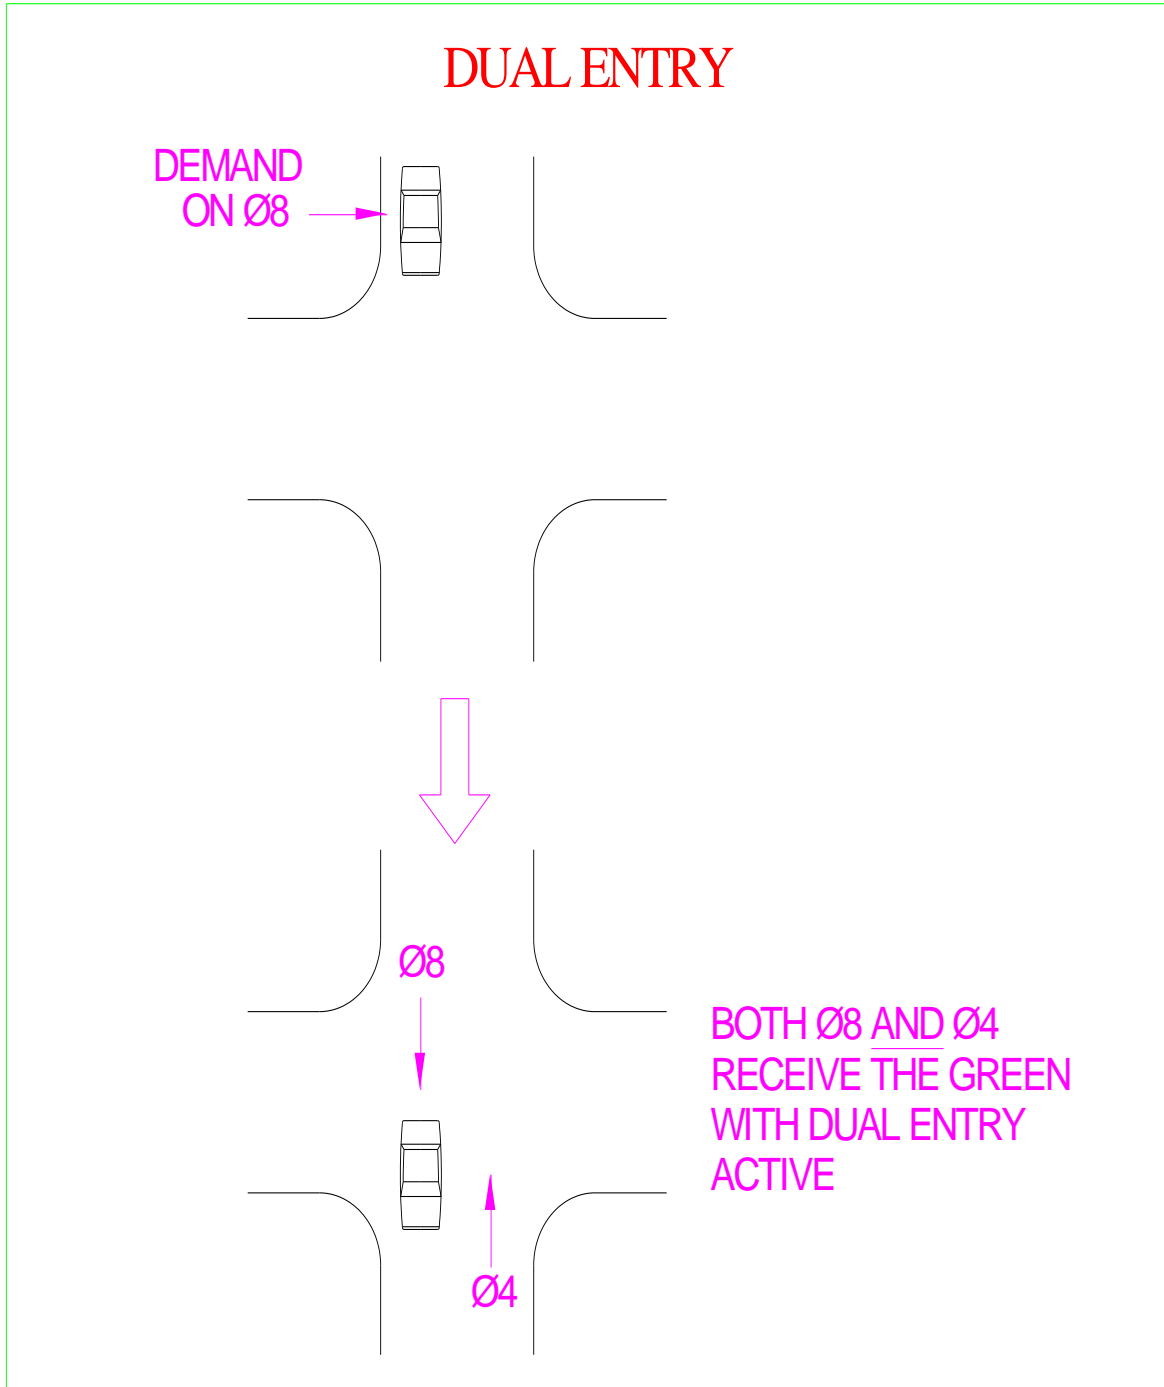 DUAL ENTRY
DEMAND
ON Ø8
Ø8
BOTH Ø8 AND Ø4
RECEIVE THE GREEN
WITH DUAL ENTRY
ACTIVE
Ø4